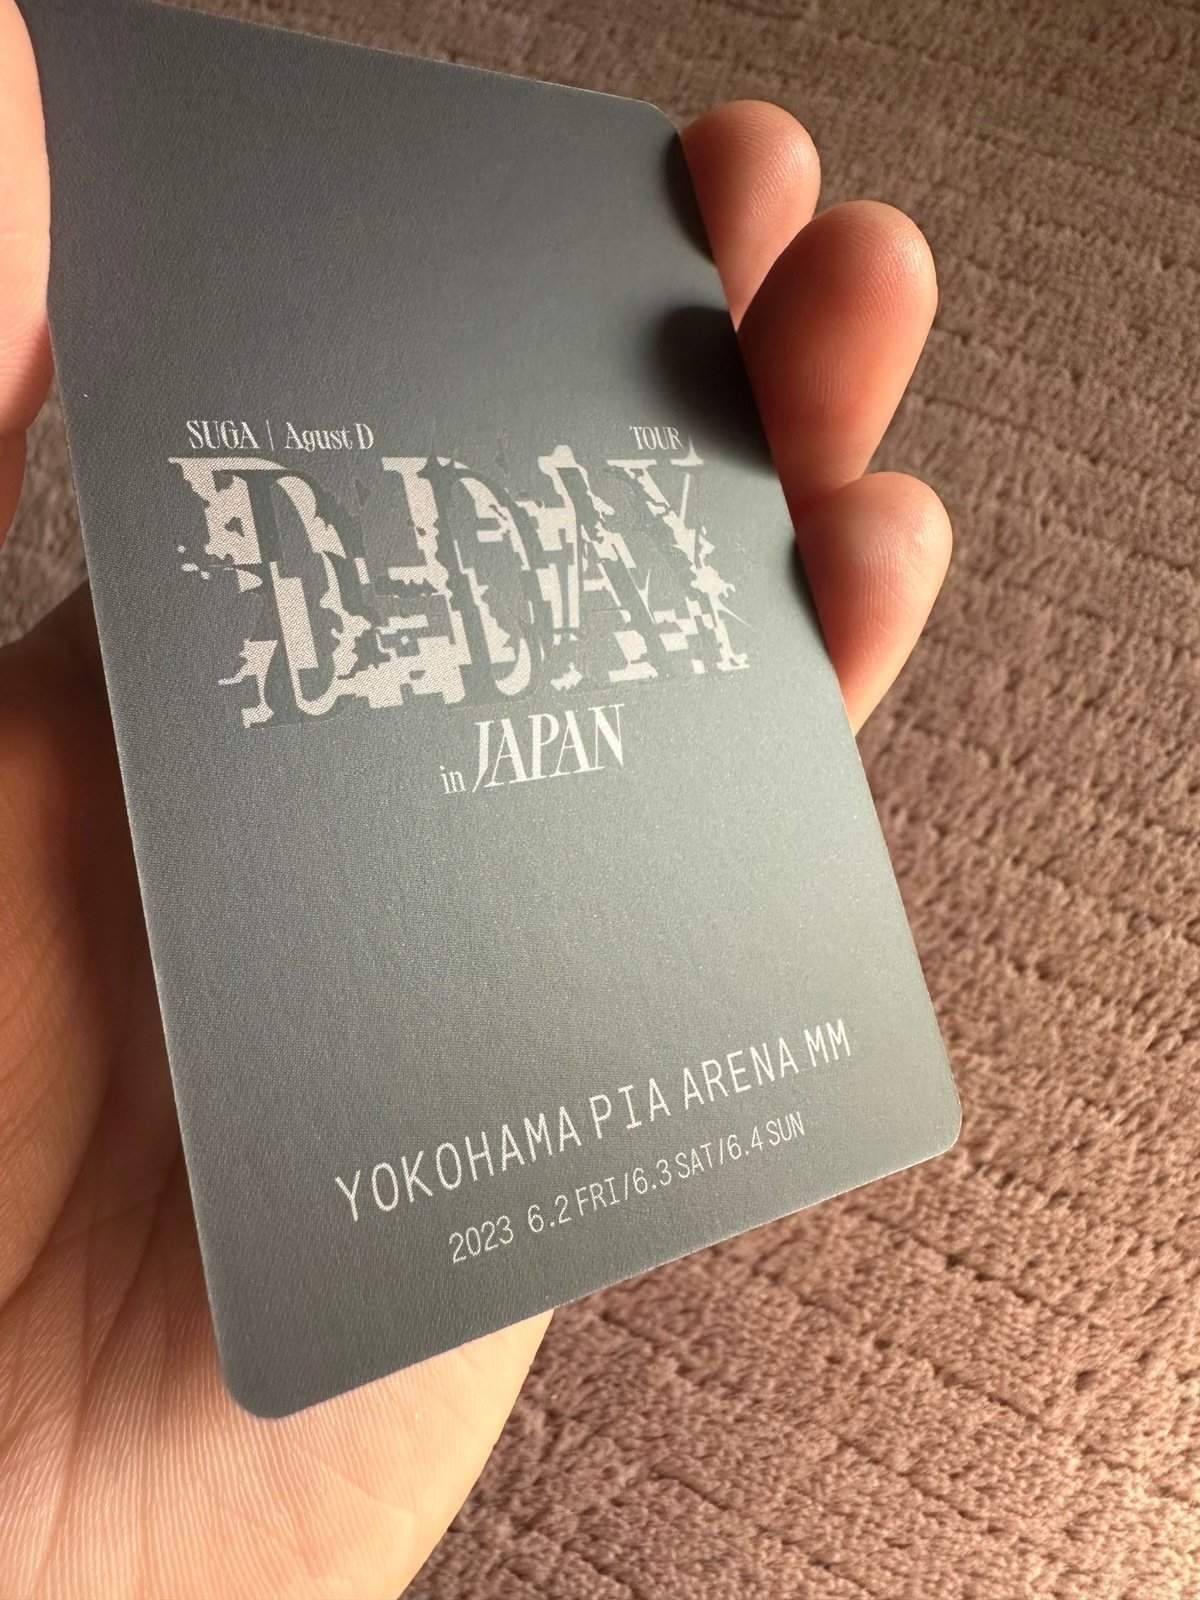 SUGA | Agust D TOUR
D-DAY
in JAPAN
YOKOHAMA PIA ARENA MM
2023 6.2 FRI/6.3 SAT/6.4 SUN